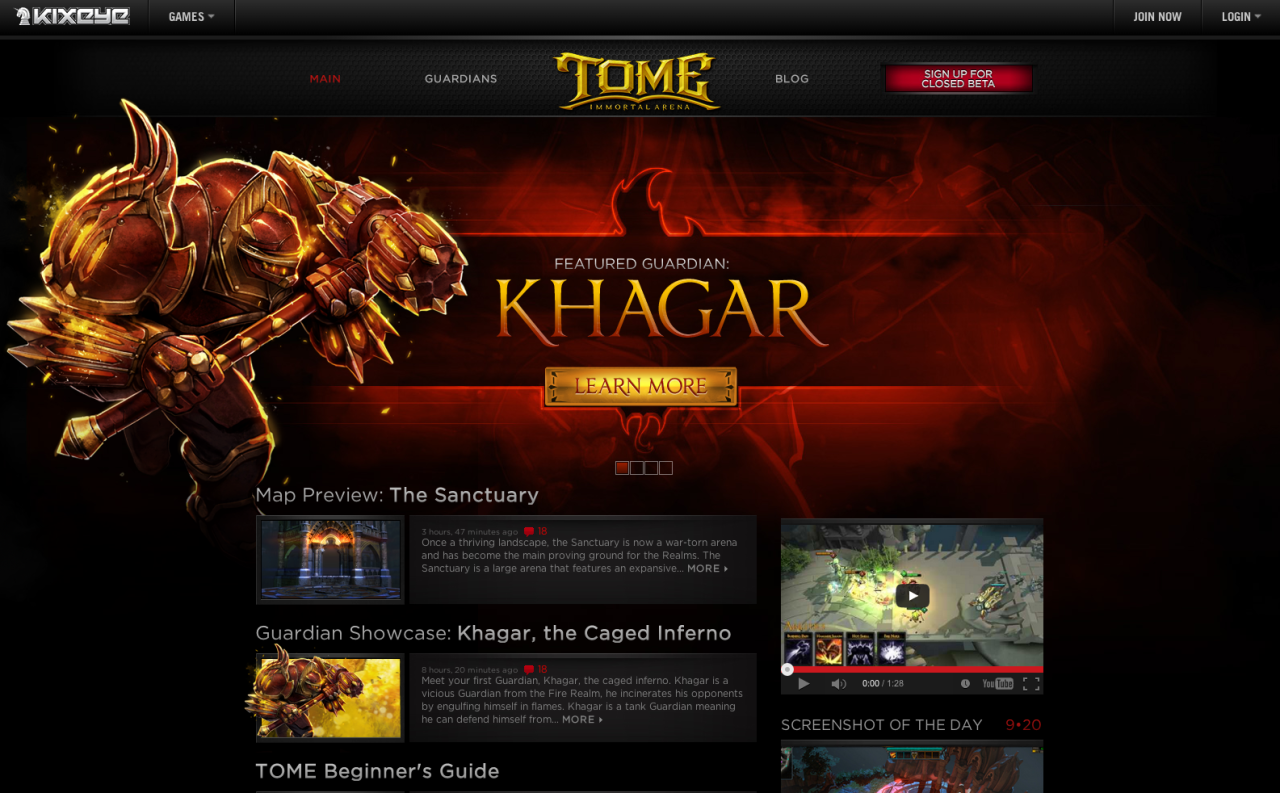 KIXEYE
GAMES
JOIN NOW
LOGIN
MAIN
GUARDIANS
TOME
IMMORTAL ARENA
BLOG
SIGN UP FOR
CLOSED BETA
FEATURED GUARDIAN:
KHAGAR
LEARN MORE
Map Preview: The Sanctuary
3 hours, 47 minutes ago 18
Once a thriving landscape, the Sanctuary is now a war-torn arena
and has become the main proving ground for the Realms. The
Sanctuary is a large arena that features an expansive... MORE
Guardian Showcase: Khagar, the Caged Inferno
8 hours, 20 minutes ago 18
Meet your first Guardian, Khagar, the caged inferno. Khagar is a
vicious Guardian from the Fire Realm, he incinerates his opponents
by engulfing himself in flames. Khagar is a tank Guardian meaning
he can defend himself from... MORE
TOME Beginner's Guide
0:00 / 1:28
YouTube
SCREENSHOT OF THE DAY 9•20